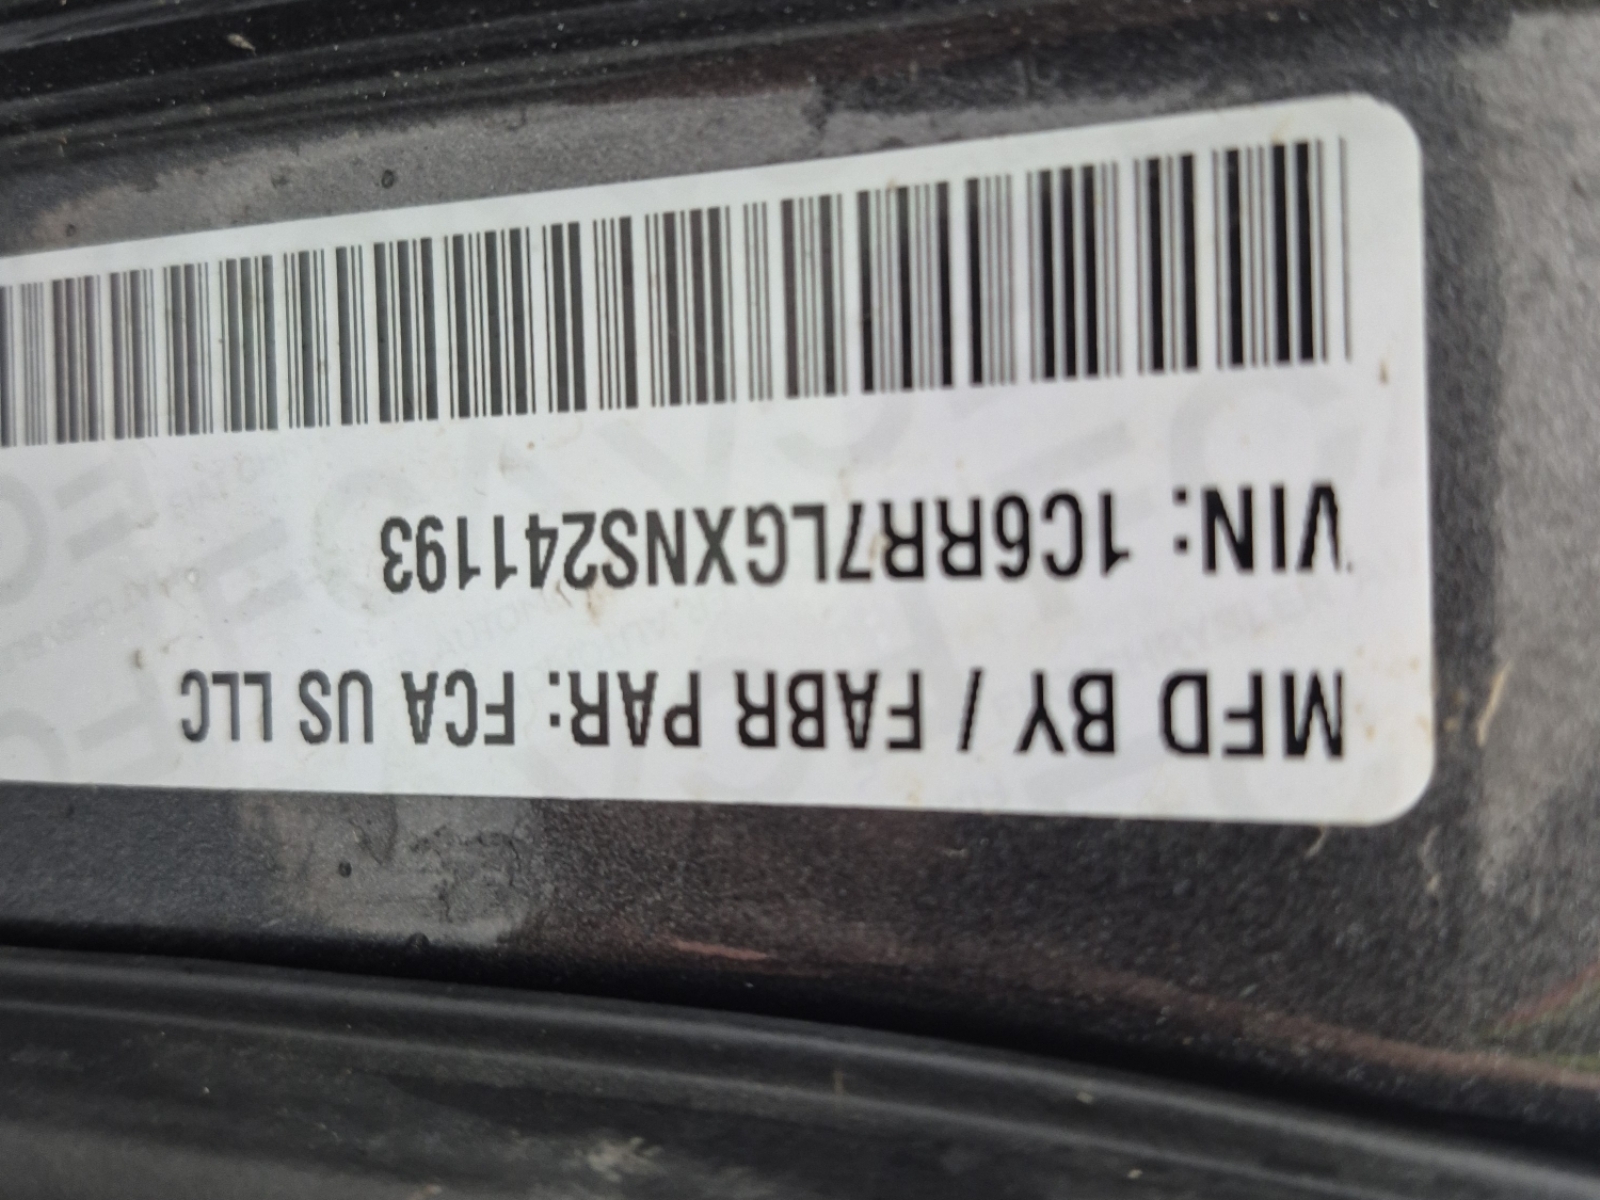 MFD BY / FABR PAR: FCA US LLC
VIN: 1C6RR7LGXNS241193